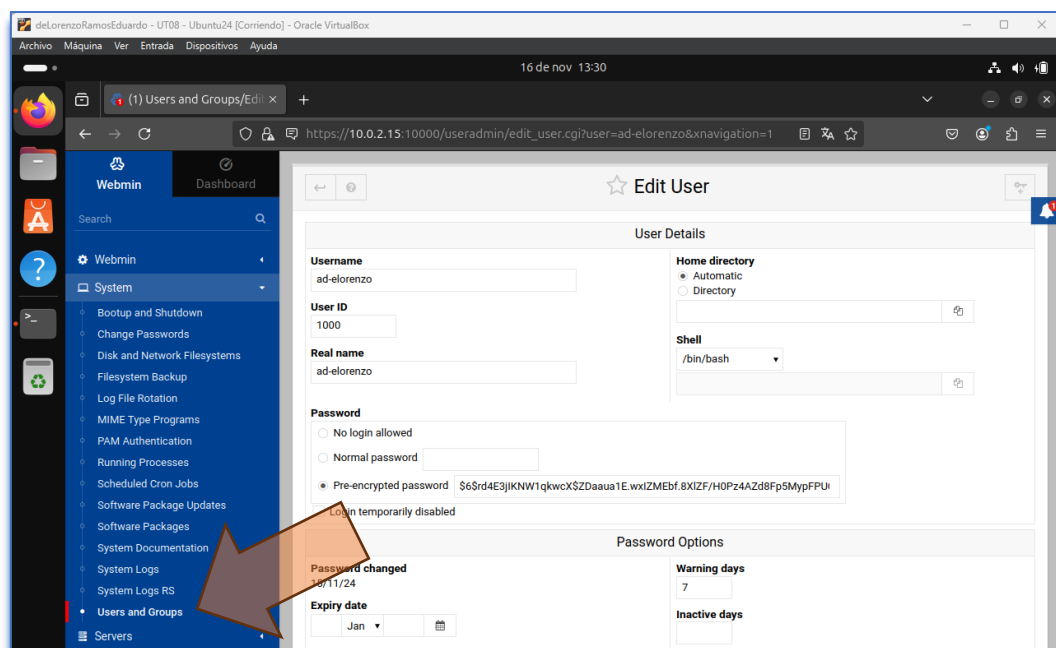 deLorenzoRamosEduardo - UT08 - Ubuntu24 [Corriendo] - Oracle VirtualBox
Archivo Máquina Ver Entrada Dispositivos Ayuda
16 de nov 13:30
(1) Users and Groups/Edit
https://10.0.2.15:10000/useradmin/edit_user.cgi?user=ad-elorenzo&xnavigation=1
Webmin
Dashboard
Search
Webmin
System
Bootup and Shutdown
Change Passwords
Disk and Network Filesystems
Filesystem Backup
Log File Rotation
MIME Type Programs
PAM Authentication
Running Processes
Scheduled Cron Jobs
Software Package Updates
Software Packages
System Documentation
System Logs
System Logs RS
Users and Groups
Servers
Edit User
1
User Details
Username
ad-elorenzo
User ID
1000
Real name
ad-elorenzo
Home directory
Automatic
Directory
Shell
/bin/bash
Password
No login allowed
Normal password
Pre-encrypted password $6$rd4E3jIKNW1qkwcX$ZDaaua1E.wxIZMEbf.8XlZF/H0Pz4AZd8Fp5MypFPU
Login temporarily disabled
Password Options
Password changed
15/11/24
Expiry date
Jan
Warning days
7
Inactive days